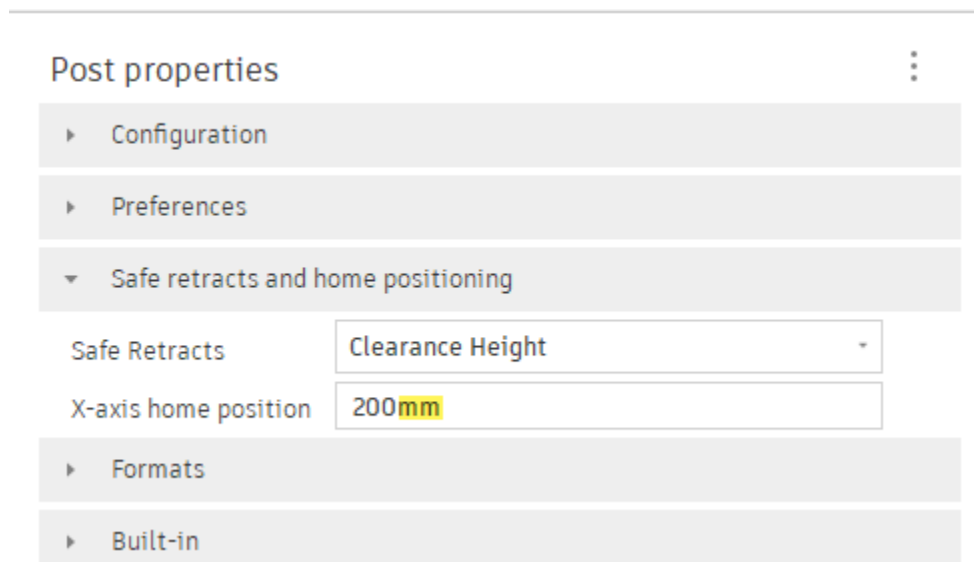 Post properties
Configuration
Preferences
Safe retracts and home positioning
Safe Retracts Clearance Height
X-axis home position 200mm
Formats
Built-in